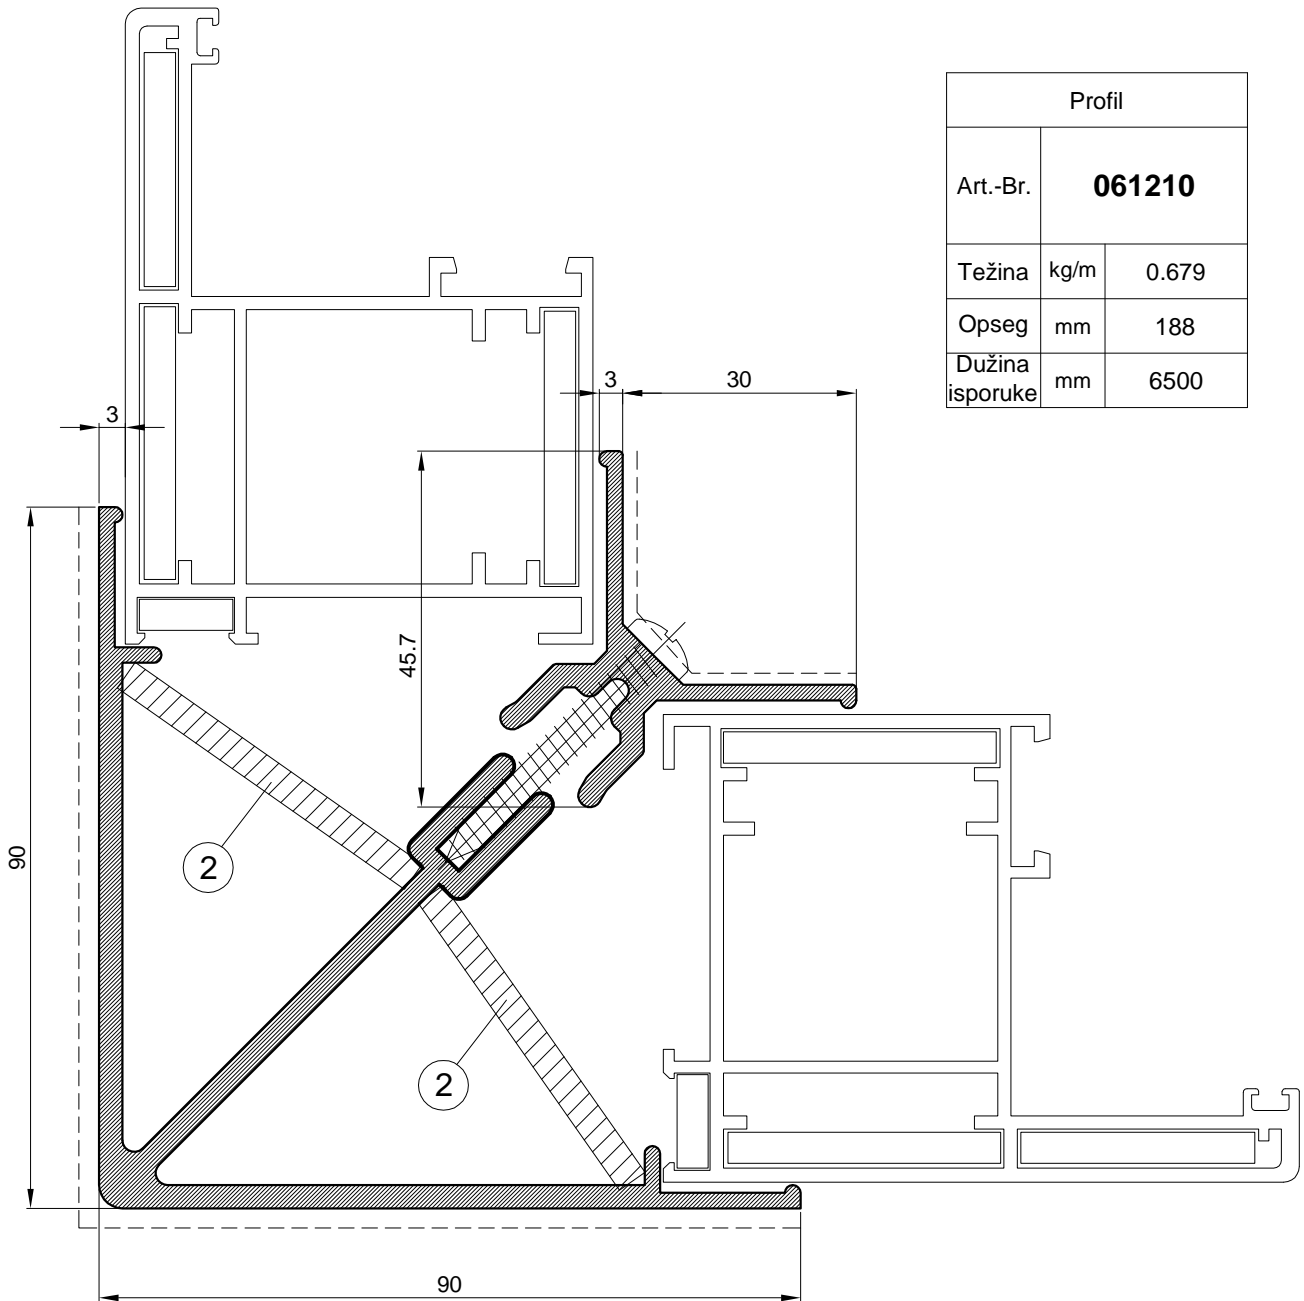 Profil
Art.-Br. 061210
Težina kg/m 0.679
Opseg mm 188
Dužina
isporuke mm 6500
3 30
3
45.7
90
2
2
90